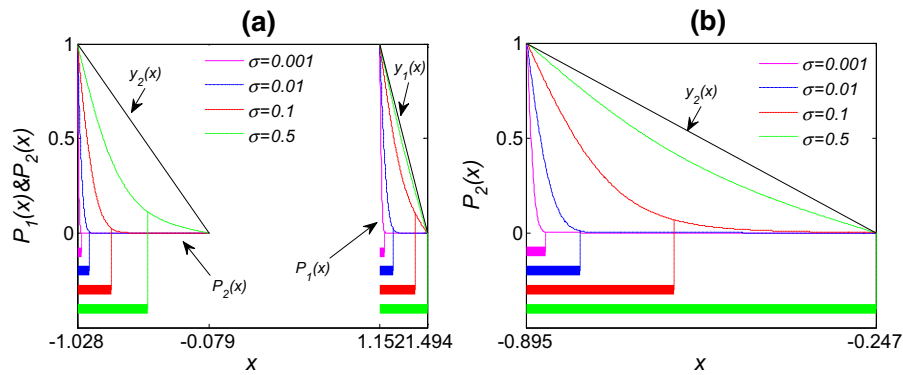 (a)
1
0.5
0
P1(x)&P2(x)
y2(x)
σ=0.001
σ=0.01
σ=0.1
σ=0.5
y1(x)
P2(x)
P1(x)
-1.028
-0.079
1.1521.494
x
(b)
1
0.5
0
P2(x)
y2(x)
σ=0.001
σ=0.01
σ=0.1
σ=0.5
-0.895
-0.247
x